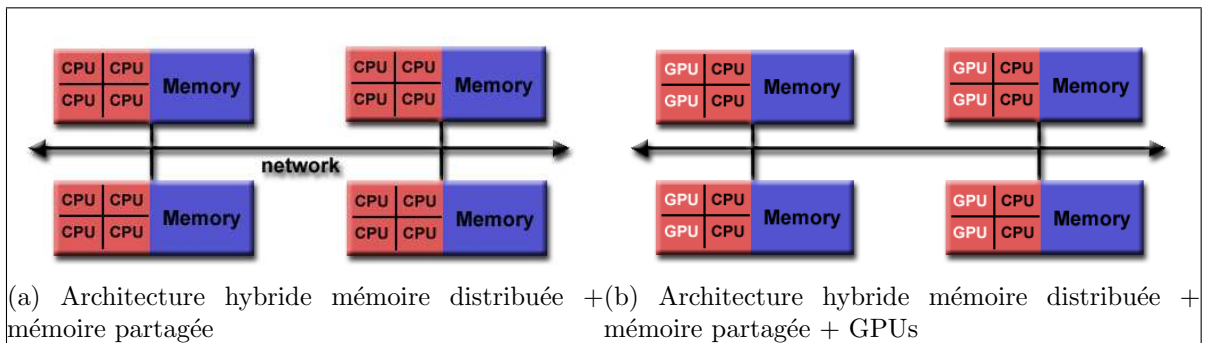 CPU CPU
CPU CPU
Memory
CPU CPU
CPU CPU
Memory
network
CPU CPU
CPU CPU
Memory
CPU CPU
CPU CPU
Memory
(a) Architecture hybride mémoire distribuée +
mémoire partagée
GPU CPU
GPU CPU
Memory
GPU CPU
GPU CPU
Memory
GPU CPU
GPU CPU
Memory
GPU CPU
GPU CPU
Memory
(b) Architecture hybride mémoire distribuée +
mémoire partagée + GPUs